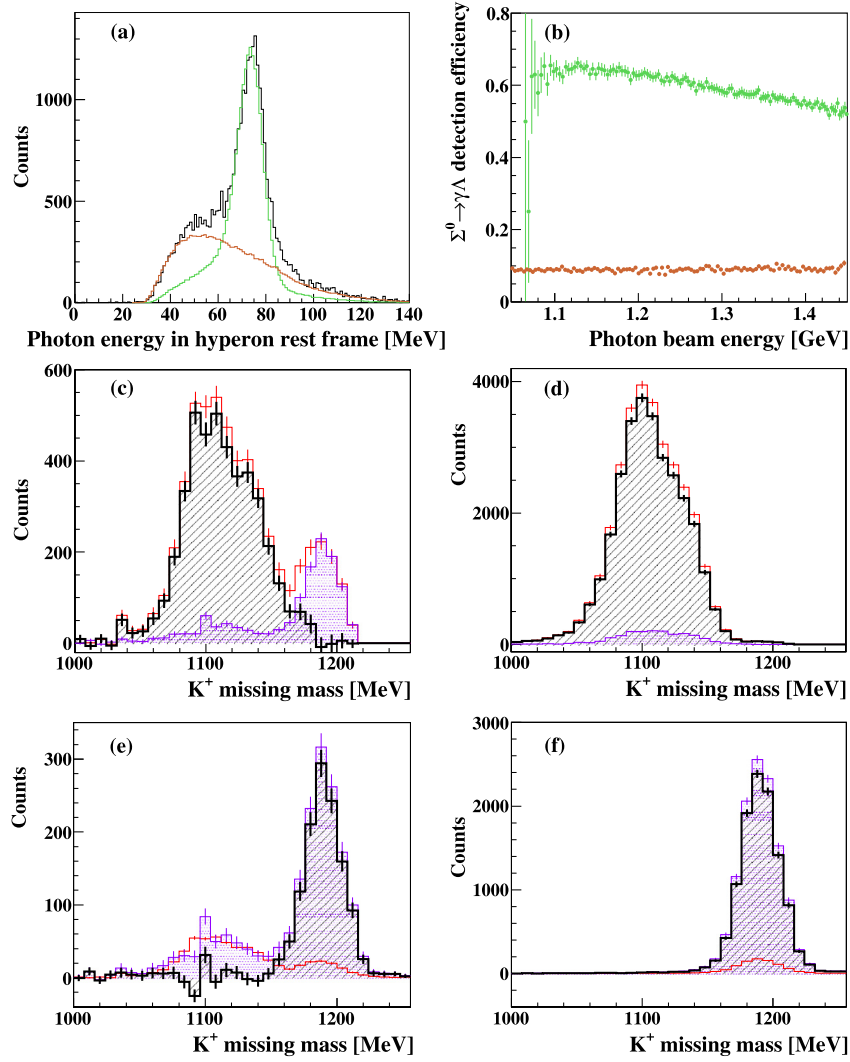 (a)
Counts
1000
500
0
0 20 40 60 80 100 120 140
Photon energy in hyperon rest frame [MeV]
(b)
Σ⁰→γΛ detection efficiency
0.8
0.6
0.4
0.2
0
1.1 1.2 1.3 1.4
Photon beam energy [GeV]
(c)
Counts
600
400
200
0
1000 1100 1200
K⁺ missing mass [MeV]
(d)
Counts
4000
2000
0
1000 1100 1200
K⁺ missing mass [MeV]
(e)
Counts
300
200
100
0
1000 1100 1200
K⁺ missing mass [MeV]
(f)
Counts
3000
2000
1000
0
1000 1100 1200
K⁺ missing mass [MeV]